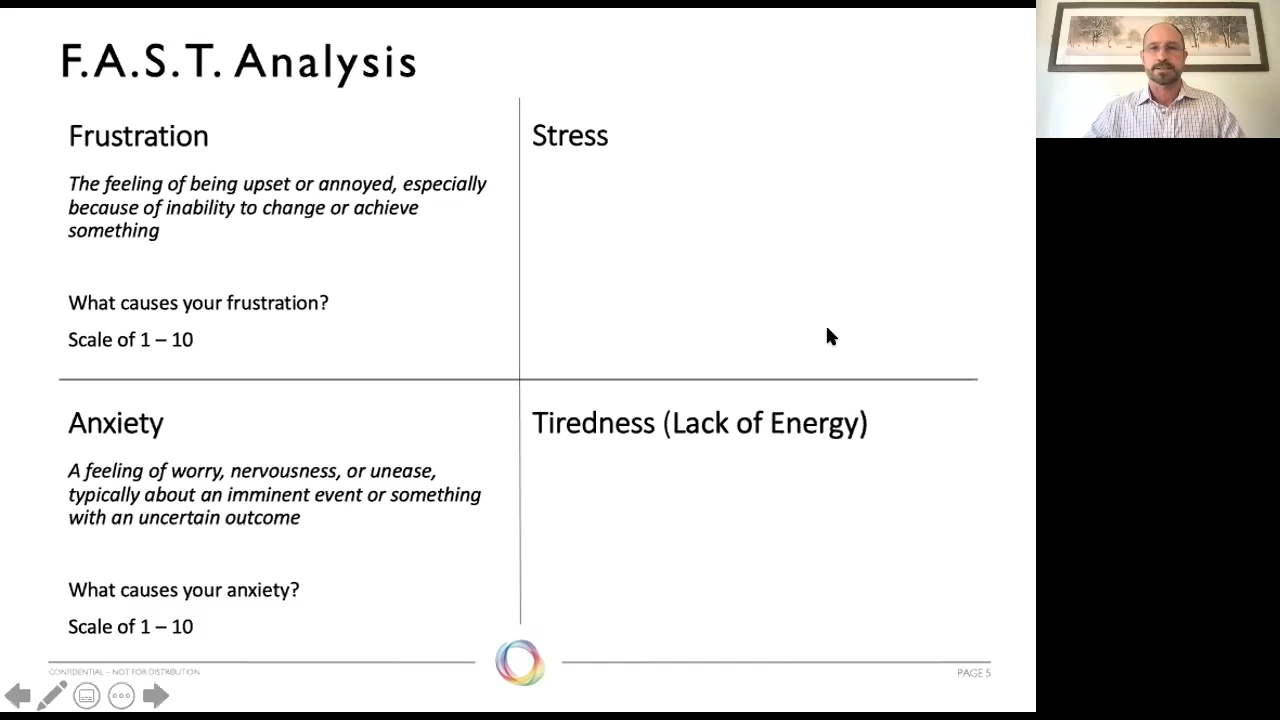 F.A.S.T. Analysis
Frustration
The feeling of being upset or annoyed, especially
because of inability to change or achieve
something
What causes your frustration?
Scale of 1 – 10
Stress
Anxiety
A feeling of worry, nervousness, or unease,
typically about an imminent event or something
with an uncertain outcome
What causes your anxiety?
Scale of 1 – 10
Tiredness (Lack of Energy)
CONFIDENTIAL – NOT FOR DISTRIBUTION
PAGE 5